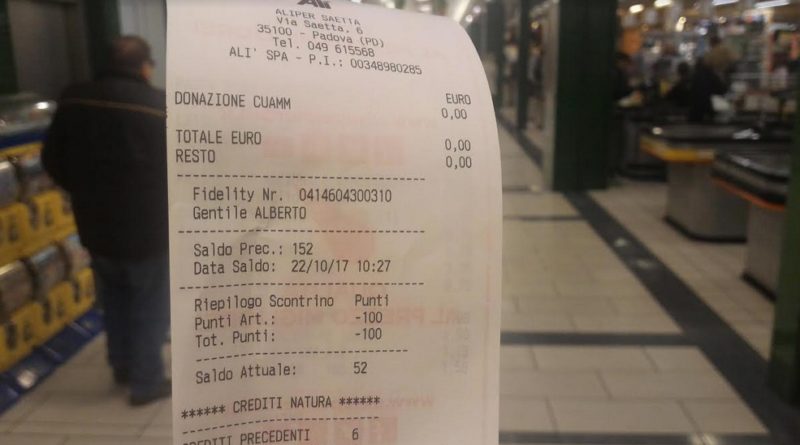 Alì
ALIPER SAETTA
Via Saetta, 6
35100 - Padova (PD)
Tel. 049 615568
ALI' SPA - P.I.: 00348980285
EURO
DONAZIONE CUAMM 0,00
TOTALE EURO 0,00
RESTO 0,00
Fidelity Nr. 0414604300310
Gentile ALBERTO
Saldo Prec.: 152
Data Saldo: 22/10/17 10:27
Riepilogo Scontrino Punti
Punti Art.: -100
Tot. Punti: -100
Saldo Attuale: 52
****** CREDITI NATURA ******
CREDITI PRECEDENTI 6